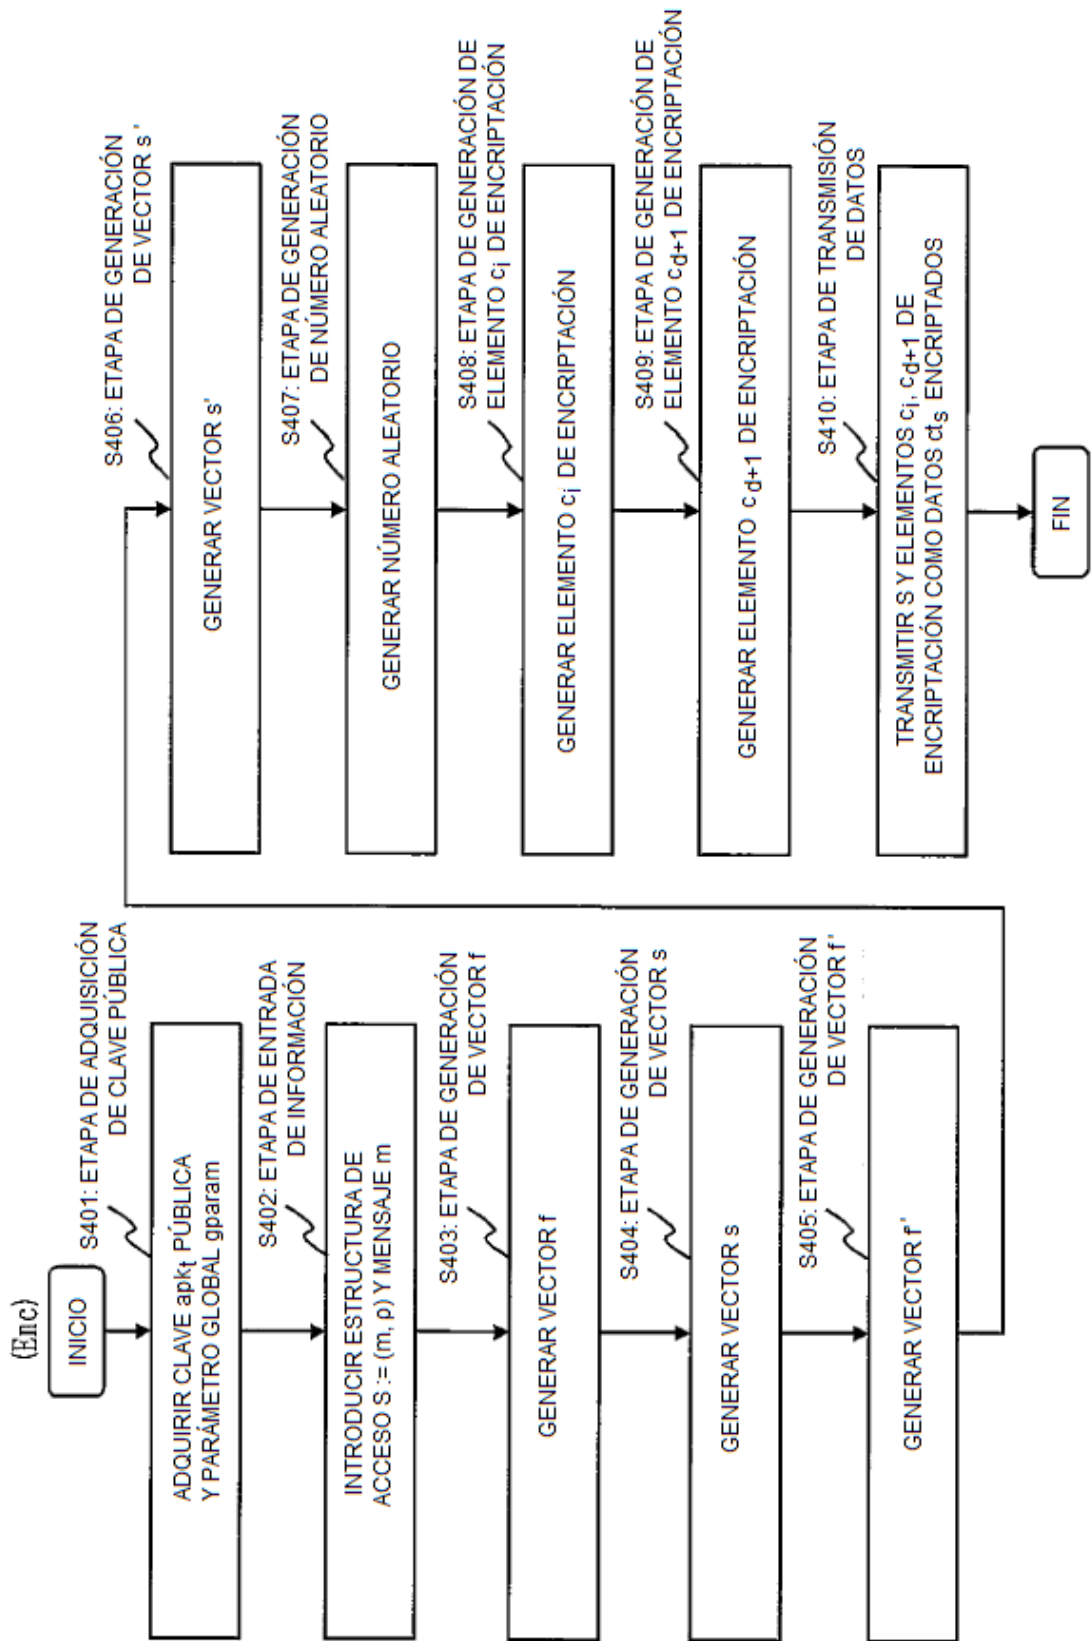 (Enc)
INICIO
S401: ETAPA DE ADQUISICIÓN
DE CLAVE PÚBLICA
ADQUIRIR CLAVE apkt PÚBLICA
Y PARÁMETRO GLOBAL gparam
S402: ETAPA DE ENTRADA
DE INFORMACIÓN
INTRODUCIR ESTRUCTURA DE
ACCESO S := (m, ρ) Y MENSAJE m
S403: ETAPA DE GENERACIÓN
DE VECTOR f
GENERAR VECTOR f
S404: ETAPA DE GENERACIÓN
DE VECTOR s
GENERAR VECTOR s
S405: ETAPA DE GENERACIÓN
DE VECTOR f'
GENERAR VECTOR f'
S406: ETAPA DE GENERACIÓN
DE VECTOR s '
GENERAR VECTOR s'
S407: ETAPA DE GENERACIÓN
DE NÚMERO ALEATORIO
GENERAR NÚMERO ALEATORIO
S408: ETAPA DE GENERACIÓN DE
ELEMENTO ci DE ENCRIPTACIÓN
GENERAR ELEMENTO ci DE ENCRIPTACIÓN
S409: ETAPA DE GENERACIÓN DE
ELEMENTO cd+1 DE ENCRIPTACIÓN
GENERAR ELEMENTO cd+1 DE ENCRIPTACIÓN
S410: ETAPA DE TRANSMISIÓN
DE DATOS
TRANSMITIR S Y ELEMENTOS ci, cd+1 DE
ENCRIPTACIÓN COMO DATOS cts ENCRIPTADOS
FIN